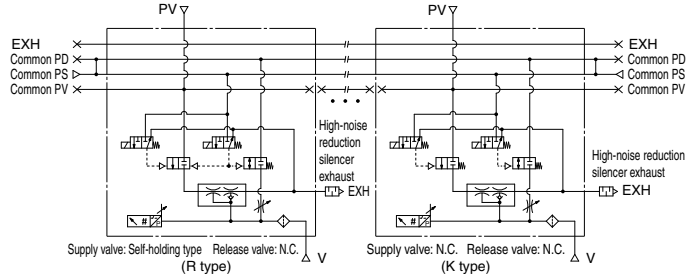 PV
PV
EXH
Common PD
Common PS
Common PV
EXH
Common PD
Common PS
Common PV
High-noise
reduction
silencer
exhaust
EXH
High-noise reduction
silencer exhaust
EXH
#
#
Supply valve: Self-holding type Release valve: N.C.
(R type)
V
Supply valve: N.C. Release valve: N.C.
(K type)
V